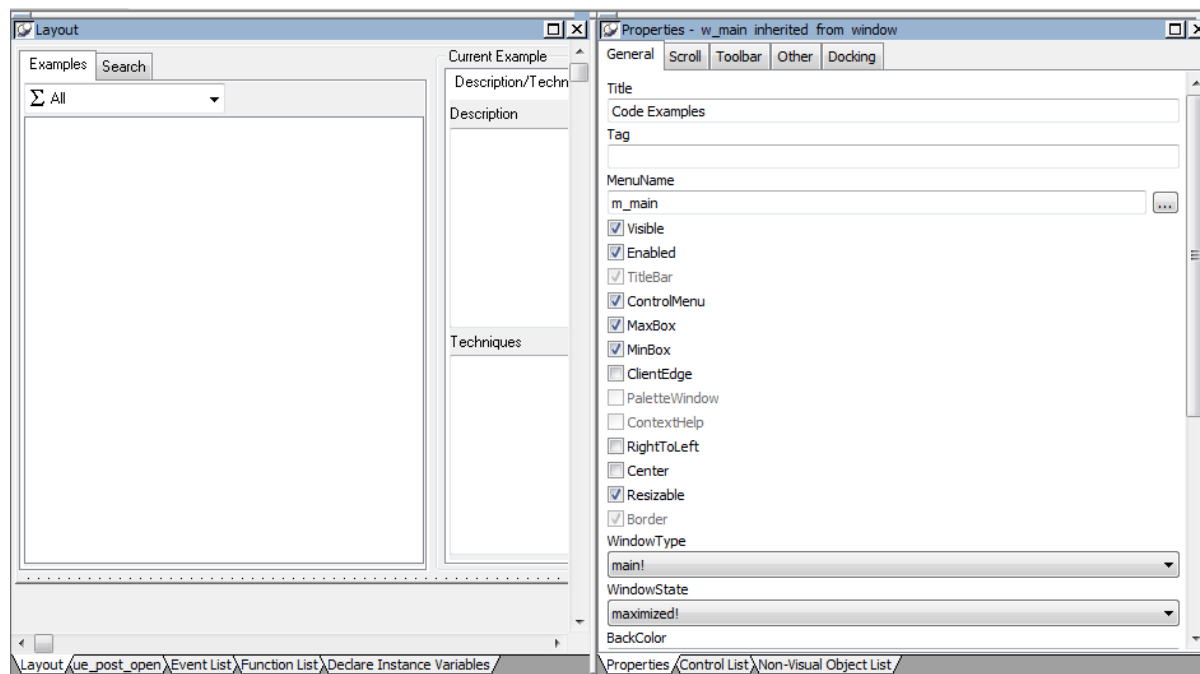 Layout
Examples
Search
Σ All
Current Example
Description/Techn
Description
Techniques
Layout
ue_post_open
Event List
Function List
Declare Instance Variables
Properties - w_main inherited from window
General
Scroll
Toolbar
Other
Docking
Title
Code Examples
Tag
MenuName
m_main
...
Visible
Enabled
TitleBar
ControlMenu
MaxBox
MinBox
ClientEdge
PaletteWindow
ContextHelp
RightToLeft
Center
Resizable
Border
WindowType
main!
WindowState
maximized!
BackColor
Properties
Control List
Non-Visual Object List